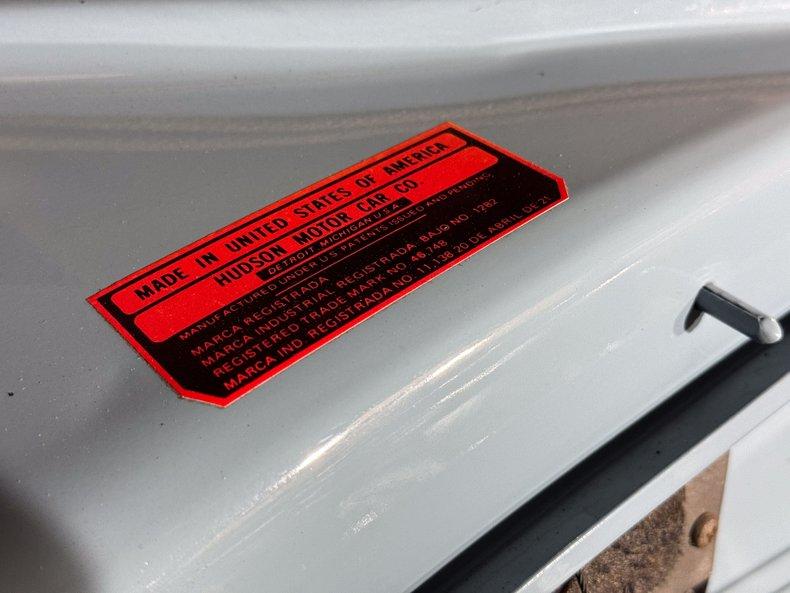 MADE IN UNITED STATES OF AMERICA
HUDSON MOTOR CAR CO
DETROIT MICHIGAN U.S.A.
MANUFACTURED UNDER U.S. PATENTS ISSUED AND PENDING
MARCA REGISTRADA
MARCA INDUSTRIAL REGISTRADA. BAJO NO. 1282
REGISTERED TRADE MARK NO. 46,748
MARCA IND. REGISTRADA NO. 11,138 20 DE ABRIL DE 21